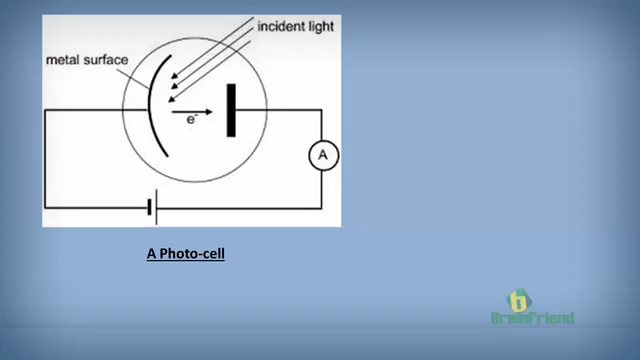 incident light
metal surface
e⁻
A
A Photo-cell
b
BrainFriend